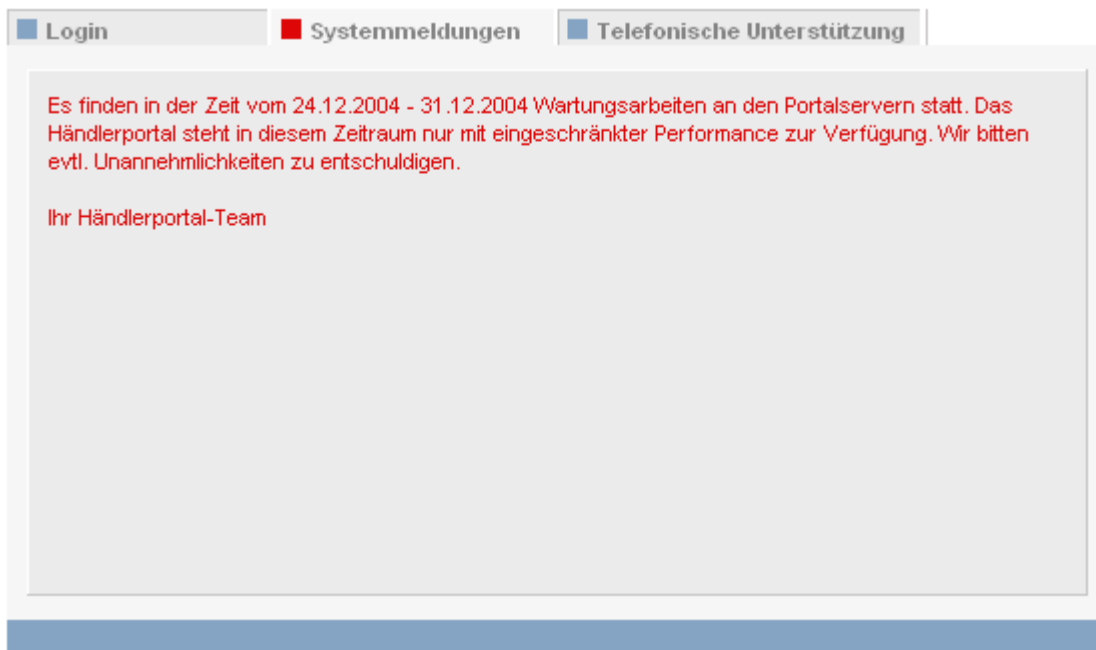 Login
Systemmeldungen
Telefonische Unterstützung
Es finden in der Zeit vom 24.12.2004 - 31.12.2004 Wartungsarbeiten an den Portalservern statt. Das
Händlerportal steht in diesem Zeitraum nur mit eingeschränkter Performance zur Verfügung. Wir bitten
evtl. Unannehmlichkeiten zu entschuldigen.
Ihr Händlerportal-Team